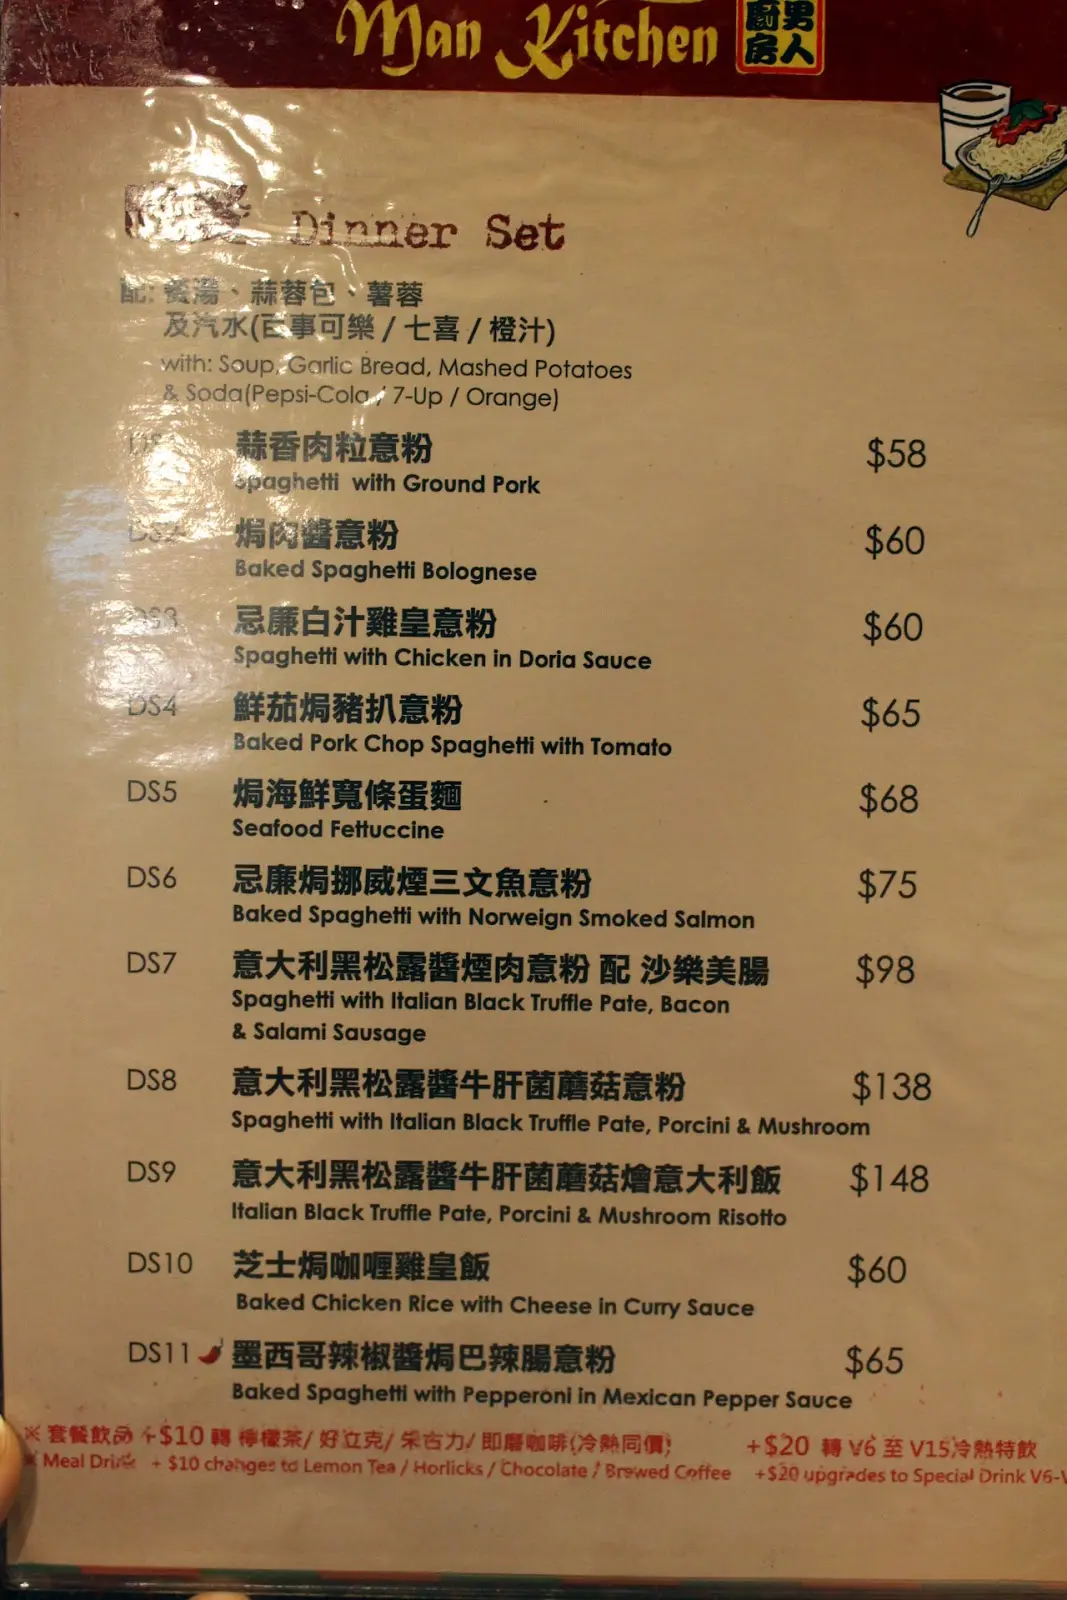 Man Kitchen 男人廚房
Dinner Set
配: 餐湯、蒜蓉包、薯蓉
及汽水(百事可樂 / 七喜 / 橙汁)
with: Soup, Garlic Bread, Mashed Potatoes
& Soda(Pepsi-Cola / 7-Up / Orange)
蒜香肉粒意粉 $58
Spaghetti with Ground Pork
DS2 焗肉醬意粉 $60
Baked Spaghetti Bolognese
DS3 忌廉白汁雞皇意粉 $60
Spaghetti with Chicken in Doria Sauce
DS4 鮮茄焗豬扒意粉 $65
Baked Pork Chop Spaghetti with Tomato
DS5 焗海鮮寬條蛋麵 $68
Seafood Fettuccine
DS6 忌廉焗挪威煙三文魚意粉 $75
Baked Spaghetti with Norweign Smoked Salmon
DS7 意大利黑松露醬煙肉意粉 配 沙樂美腸 $98
Spaghetti with Italian Black Truffle Pate, Bacon
& Salami Sausage
DS8 意大利黑松露醬牛肝菌蘑菇意粉 $138
Spaghetti with Italian Black Truffle Pate, Porcini & Mushroom
DS9 意大利黑松露醬牛肝菌蘑菇燴意大利飯 $148
Italian Black Truffle Pate, Porcini & Mushroom Risotto
DS10 芝士焗咖喱雞皇飯 $60
Baked Chicken Rice with Cheese in Curry Sauce
DS11 墨西哥辣椒醬焗巴辣腸意粉 $65
Baked Spaghetti with Pepperoni in Mexican Pepper Sauce
※ 套餐飲品 +$10 轉 檸檬茶/ 好立克/ 朱古力/ 即磨咖啡(冷熱同價) +$20 轉 V6 至 V15冷熱特飲
※ Meal Drink + $10 changes to Lemon Tea / Horlicks / Chocolate / Brewed Coffee +$20 upgrades to Special Drink V6-